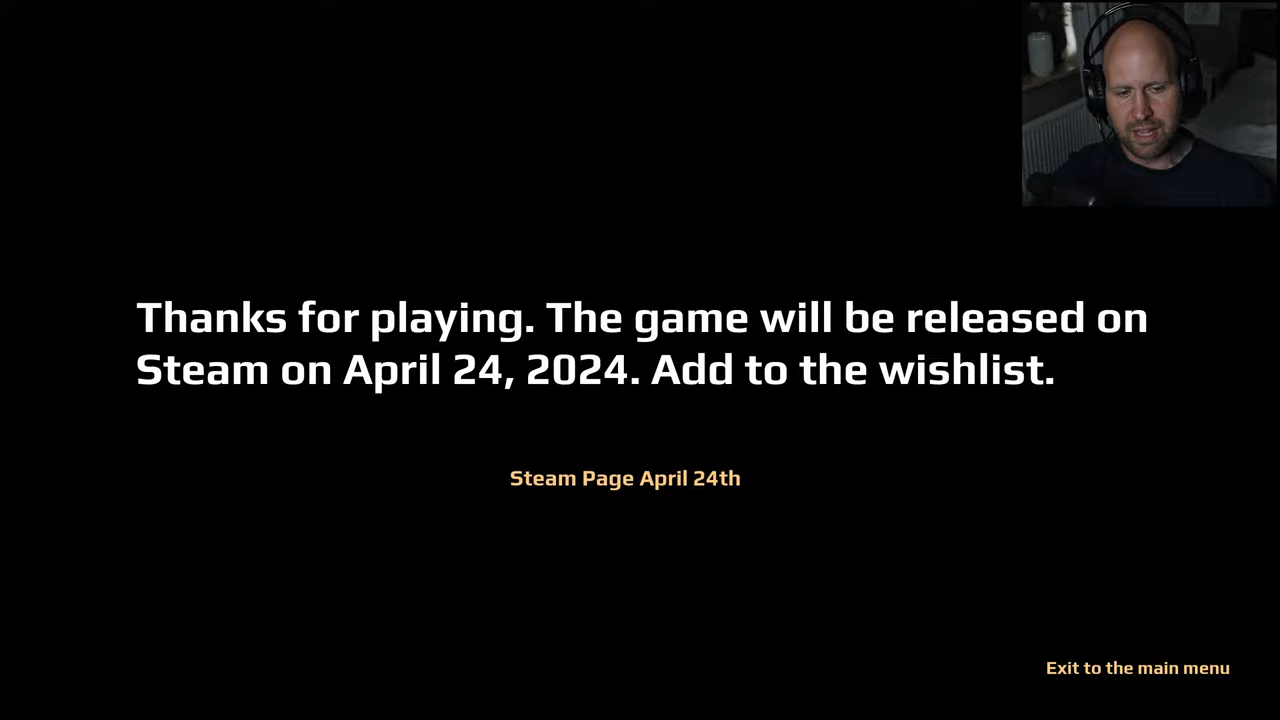 Thanks for playing. The game will be released on
Steam on April 24, 2024. Add to the wishlist.
Steam Page April 24th
Exit to the main menu